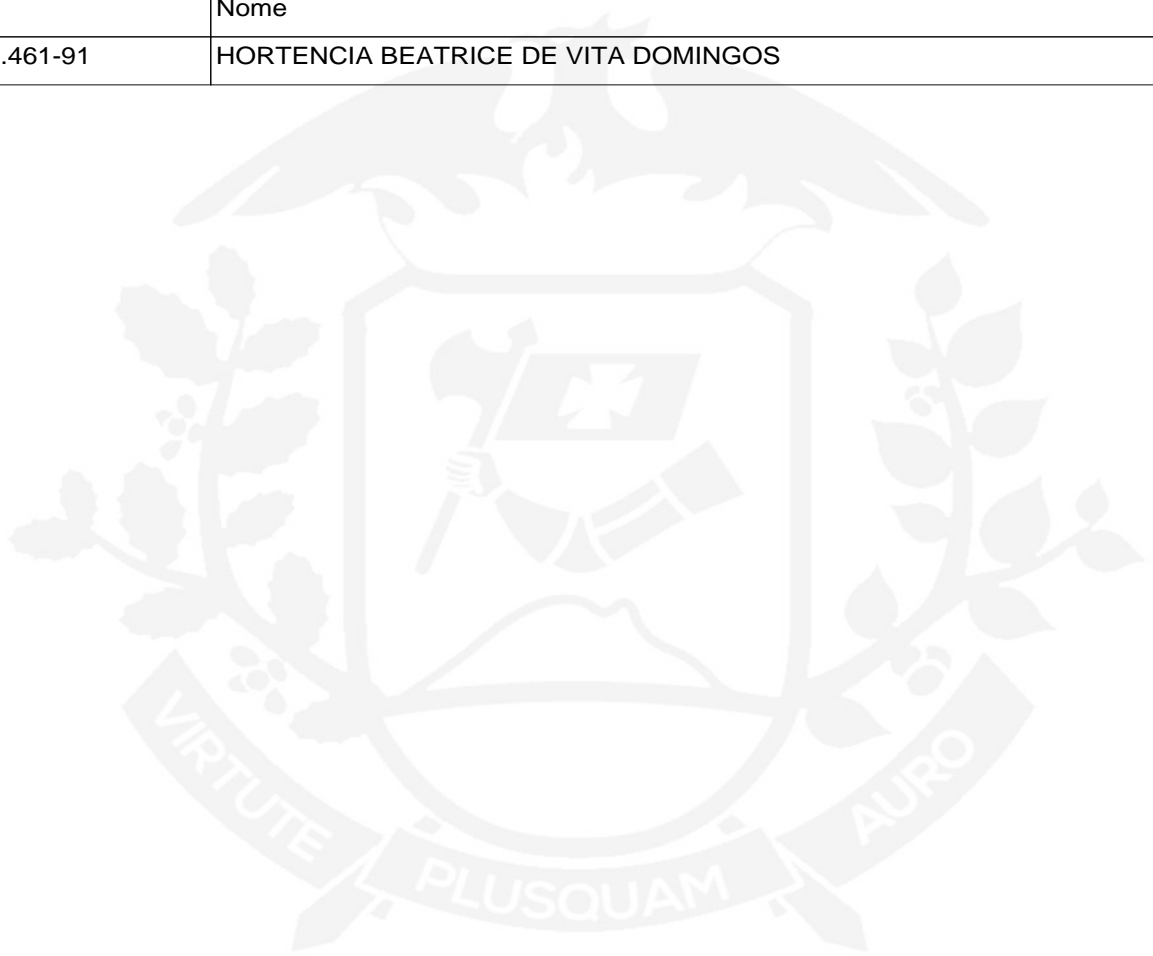 Nome
.461-91 HORTENCIA BEATRICE DE VITA DOMINGOS
VIRTUTE PLUSQUAM AURO